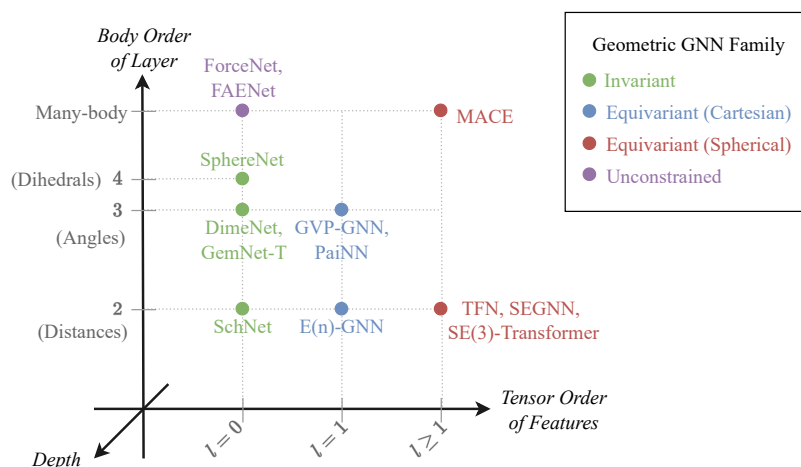 Body Order
of Layer
ForceNet,
FAENet
Many-body
MACE
SphereNet
(Dihedrals) 4
3
(Angles)
DimeNet,
GemNet-T
GVP-GNN,
PaiNN
2
(Distances)
SchNet
E(n)-GNN
TFN, SEGNN,
SE(3)-Transformer
Tensor Order
of Features
Depth
l = 0
l = 1
l ≥ 1
Geometric GNN Family
Invariant
Equivariant (Cartesian)
Equivariant (Spherical)
Unconstrained